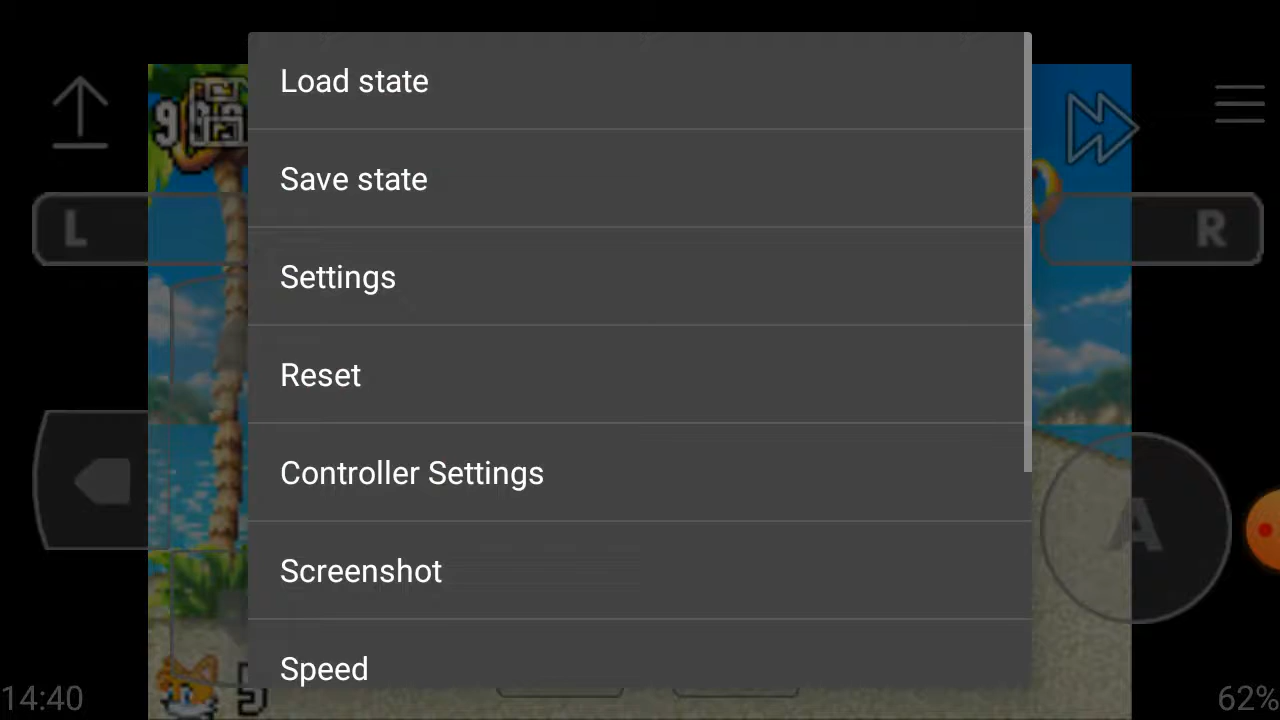 Load state
Save state
L
R
Settings
Reset
Controller Settings
A
Screenshot
Speed
14:40
62%